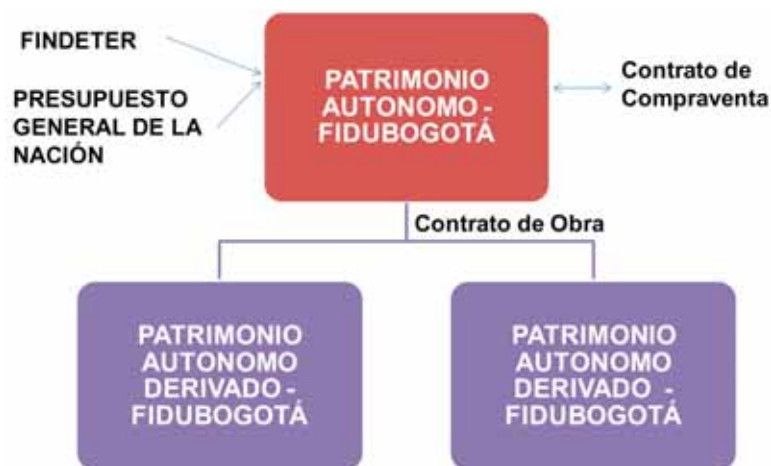 FINDETER
PRESUPUESTO
GENERAL DE LA
NACIÓN
PATRIMONIO
AUTONOMO -
FIDUBOGOTÁ
Contrato de
Compraventa
Contrato de Obra
PATRIMONIO
AUTONOMO
DERIVADO -
FIDUBOGOTÁ
PATRIMONIO
AUTONOMO
DERIVADO -
FIDUBOGOTÁ